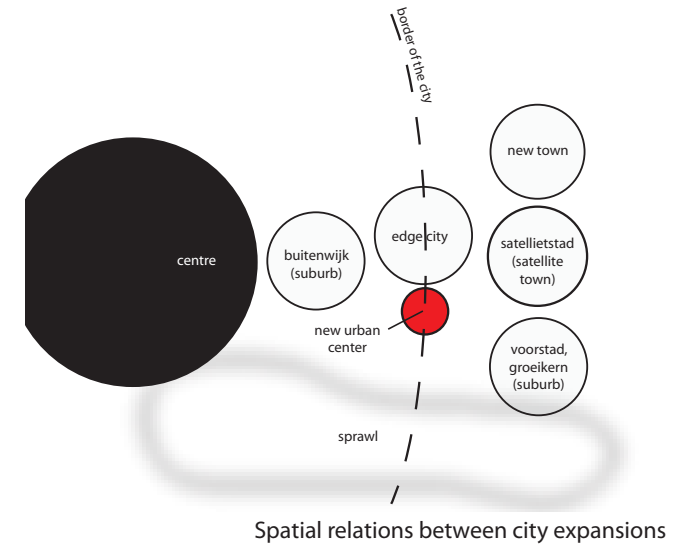 border of the city
new town
edge city
satellietstad
(satellite
town)
centre
buitenwijk
(suburb)
new urban
center
voorstad,
groeikern
(suburb)
sprawl
Spatial relations between city expansions